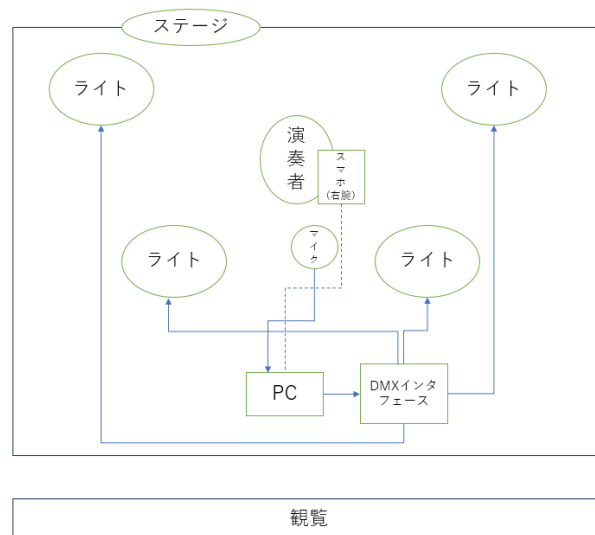 ステージ
ライト
ライト
演奏者
スマホ
(右腕)
マイク
ライト
ライト
PC
DMXインタ
フェース
観覧